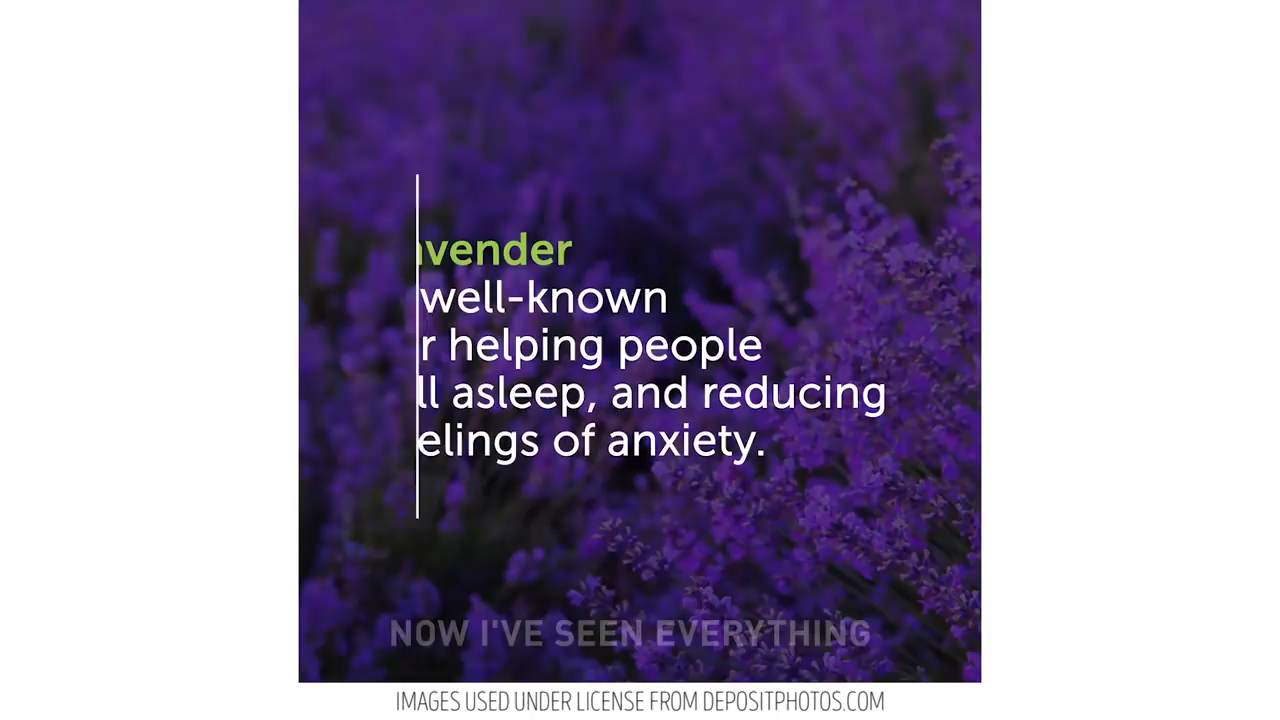 avender
well-known
r helping people
ll asleep, and reducing
elings of anxiety.
NOW I'VE SEEN EVERYTHING
IMAGES USED UNDER LICENSE FROM DEPOSITPHOTOS.COM